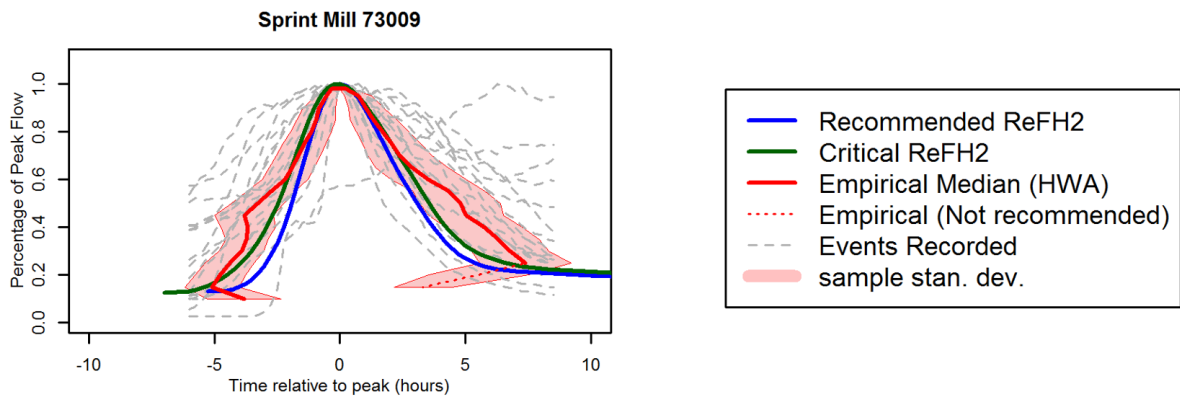 Sprint Mill 73009
Percentage of Peak Flow
1.0
0.8
0.6
0.4
0.2
0.0
-10
-5
0
5
10
Time relative to peak (hours)
Recommended ReFH2
Critical ReFH2
Empirical Median (HWA)
Empirical (Not recommended)
Events Recorded
sample stan. dev.